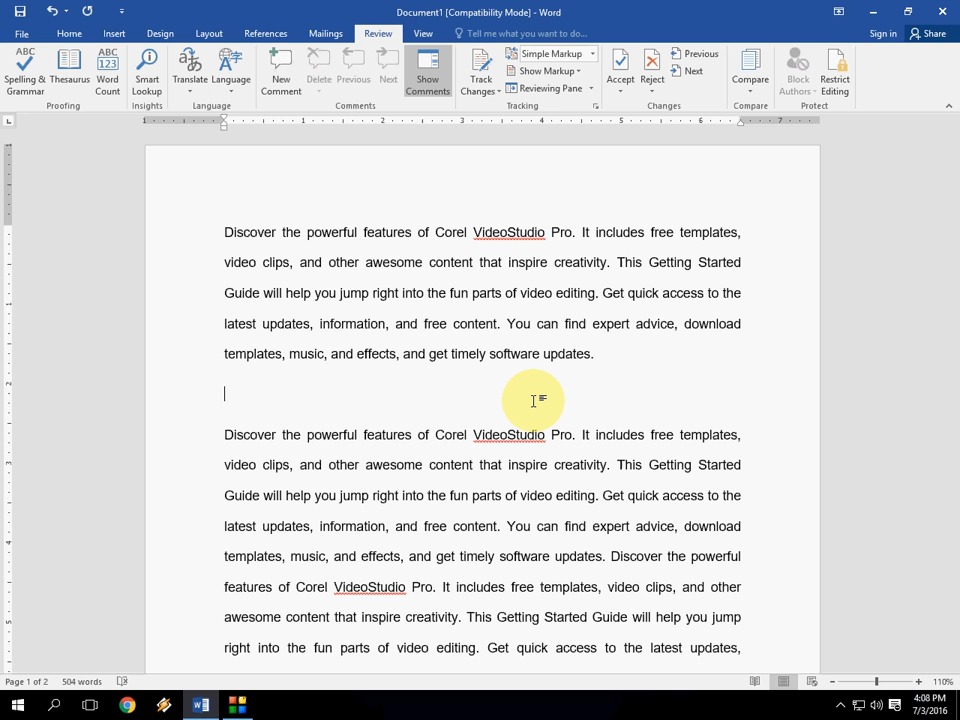 Document1 [Compatibility Mode] - Word
File Home Insert Design Layout References Mailings Review View Tell me what you want to do... Sign in Share
Spelling & Grammar
Thesaurus
Word Count
Smart Lookup
Translate
Language
New Comment
Delete
Previous
Next
Show Comments
Track Changes
Simple Markup
Show Markup
Reviewing Pane
Accept
Reject
Previous
Next
Compare
Block Authors
Restrict Editing
Proofing Insights Language Comments Tracking Changes Compare Protect
Discover the powerful features of Corel VideoStudio Pro. It includes free templates,
video clips, and other awesome content that inspire creativity. This Getting Started
Guide will help you jump right into the fun parts of video editing. Get quick access to the
latest updates, information, and free content. You can find expert advice, download
templates, music, and effects, and get timely software updates.
Discover the powerful features of Corel VideoStudio Pro. It includes free templates,
video clips, and other awesome content that inspire creativity. This Getting Started
Guide will help you jump right into the fun parts of video editing. Get quick access to the
latest updates, information, and free content. You can find expert advice, download
templates, music, and effects, and get timely software updates. Discover the powerful
features of Corel VideoStudio Pro. It includes free templates, video clips, and other
awesome content that inspire creativity. This Getting Started Guide will help you jump
right into the fun parts of video editing. Get quick access to the latest updates,
Page 1 of 2 504 words 110%
4:08 PM
7/3/2016